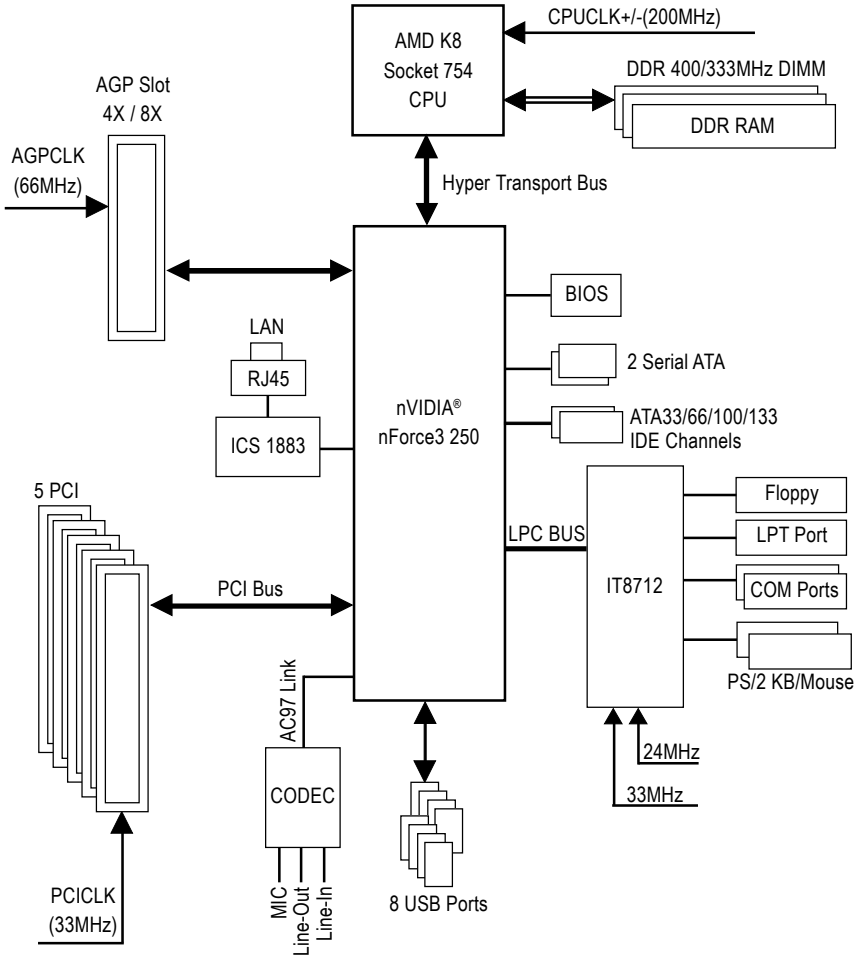 CPUCLK+/-(200MHz)
AMD K8
Socket 754
CPU
DDR 400/333MHz DIMM
DDR RAM
AGP Slot
4X / 8X
AGPCLK
(66MHz)
Hyper Transport Bus
BIOS
LAN
RJ45
ICS 1883
2 Serial ATA
nVIDIA®
nForce3 250
ATA33/66/100/133
IDE Channels
5 PCI
Floppy
LPC BUS
LPT Port
IT8712
COM Ports
PCI Bus
PS/2 KB/Mouse
AC97 Link
24MHz
CODEC
33MHz
MIC
Line-Out
Line-In
8 USB Ports
PCICLK
(33MHz)